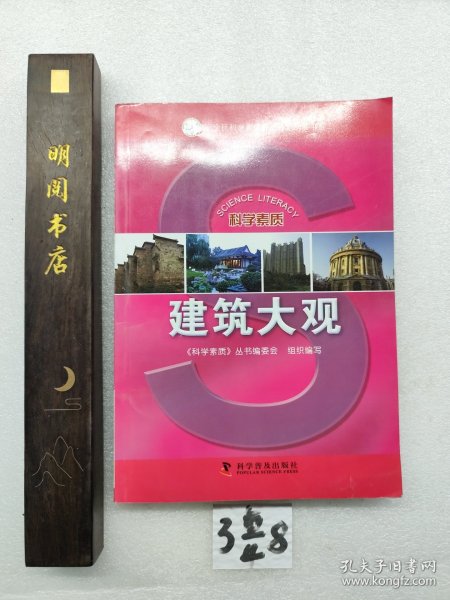 明阅书店
SCIENCE LITERACY
科学素质
建筑大观
《科学素质》丛书编委会 组织编写
科学普及出版社
POPULAR SCIENCE PRESS
孔夫子旧书网
www.kongfz.com